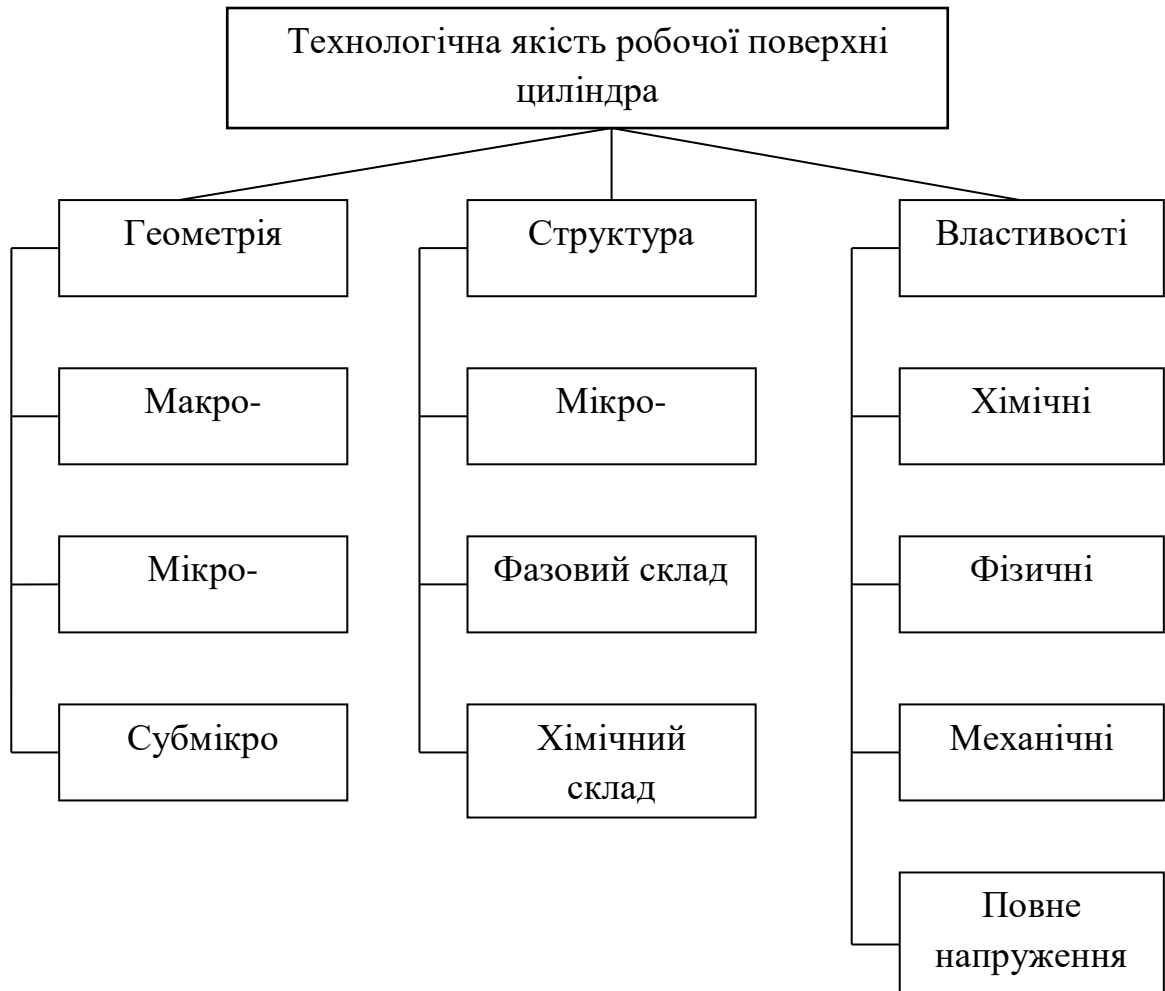 Технологічна якість робочої поверхні
циліндра
Геометрія
Структура
Властивості
Макро-
Мікро-
Хімічні
Мікро-
Фазовий склад
Фізичні
Субмікро
Хімічний
склад
Механічні
Повне
напруження